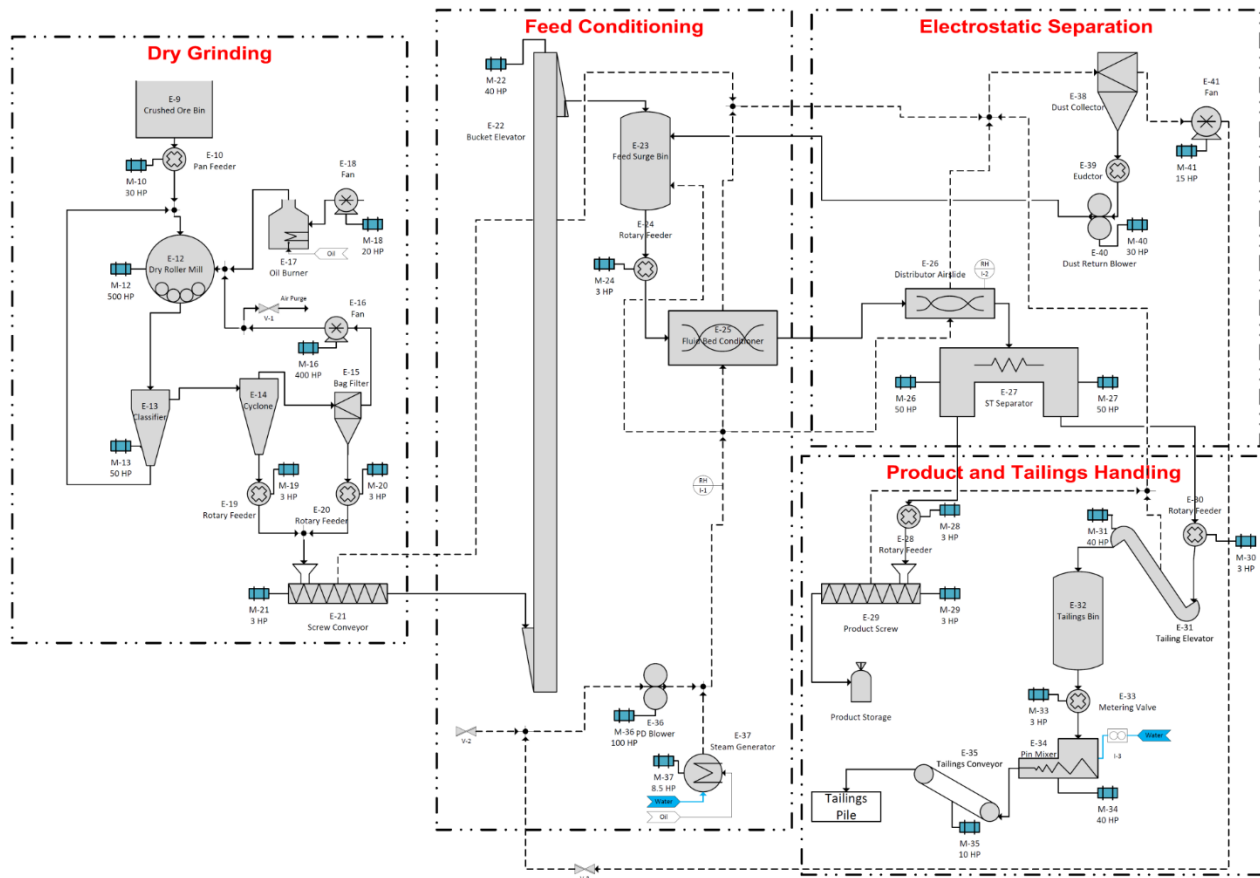 Dry Grinding
E-9
Crushed Ore Bin
E-10
Pan Feeder
M-10
30 HP
E-18
Fan
M-18
20 HP
E-17
Oil Burner
Oil
E-12
Dry Roller Mill
M-12
500 HP
Air Purge
V-1
E-16
Fan
M-16
400 HP
E-15
Bag Filter
E-14
Cyclone
E-13
Classifier
M-13
50 HP
M-19
3 HP
M-20
3 HP
E-19
Rotary Feeder
E-20
Rotary Feeder
M-21
3 HP
E-21
Screw Conveyor
Feed Conditioning
M-22
40 HP
E-22
Bucket Elevator
E-23
Feed Surge Bin
E-24
Rotary Feeder
M-24
3 HP
E-25
Fluid Bed Conditioner
RH
I-1
V-2
M-36
100 HP
E-36
PD Blower
E-37
Steam Generator
M-37
8.5 HP
Water
Oil
Electrostatic Separation
E-38
Dust Collector
E-41
Fan
M-41
15 HP
E-39
Eudctor
M-40
30 HP
E-40
Dust Return Blower
E-26
Distributor Airslide
RH
I-2
M-26
50 HP
E-27
ST Separator
M-27
50 HP
Product and Tailings Handling
E-28
Rotary Feeder
M-28
3 HP
M-29
3 HP
E-29
Product Screw
Product Storage
E-30
Rotary Feeder
M-30
3 HP
M-31
40 HP
E-31
Tailing Elevator
E-32
Tailings Bin
E-33
Metering Valve
M-33
3 HP
E-34
Pin Mixer
Water
I-3
M-34
40 HP
E-35
Tailings Conveyor
M-35
10 HP
Tailings
Pile